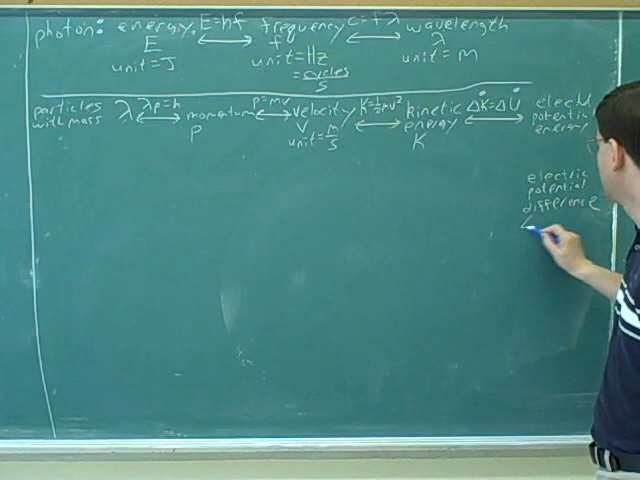 photon: energy E=hf frequency c=fλ wavelength
E f λ
unit=J unit=Hz unit=m
=cycles/s
particles with mass λ λp=h momentum p=mv velocity K=½mv² kinetic energy ΔK=ΔU potential energy
p v K
unit=m/s
electric
potential
difference